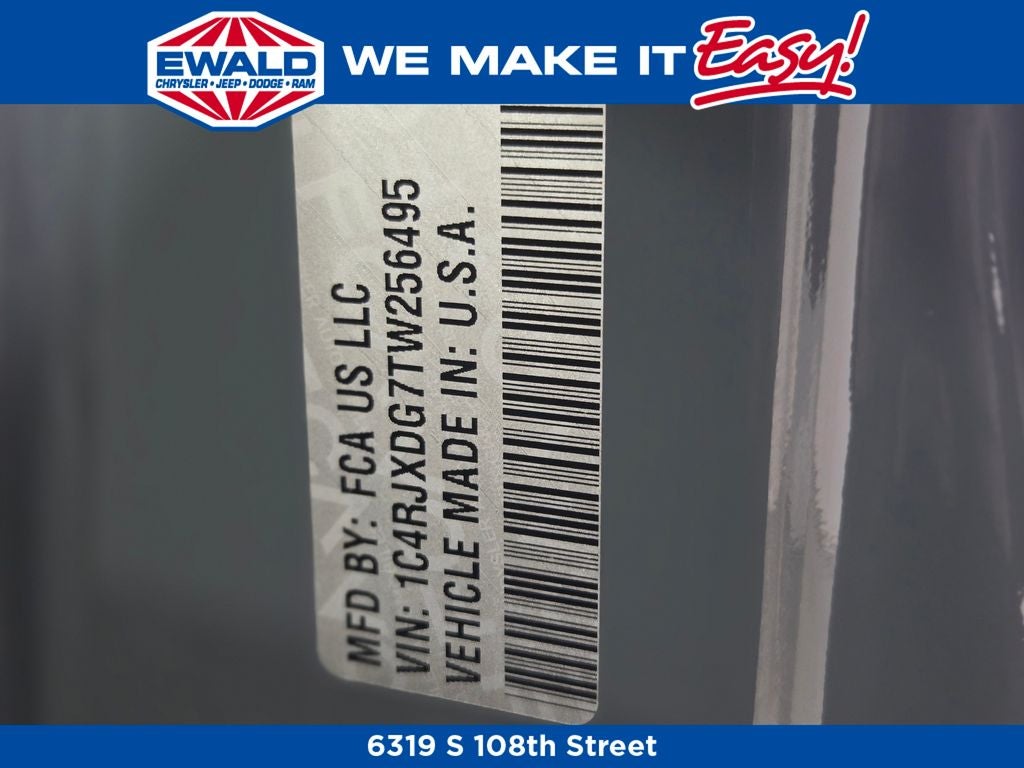 EWALD
CHRYSLER • JEEP • DODGE • RAM
WE MAKE IT Easy!
MFD BY: FCA US LLC
VIN: 1C4RJXDG7TW256495
VEHICLE MADE IN: U.S.A.
6319 S 108th Street